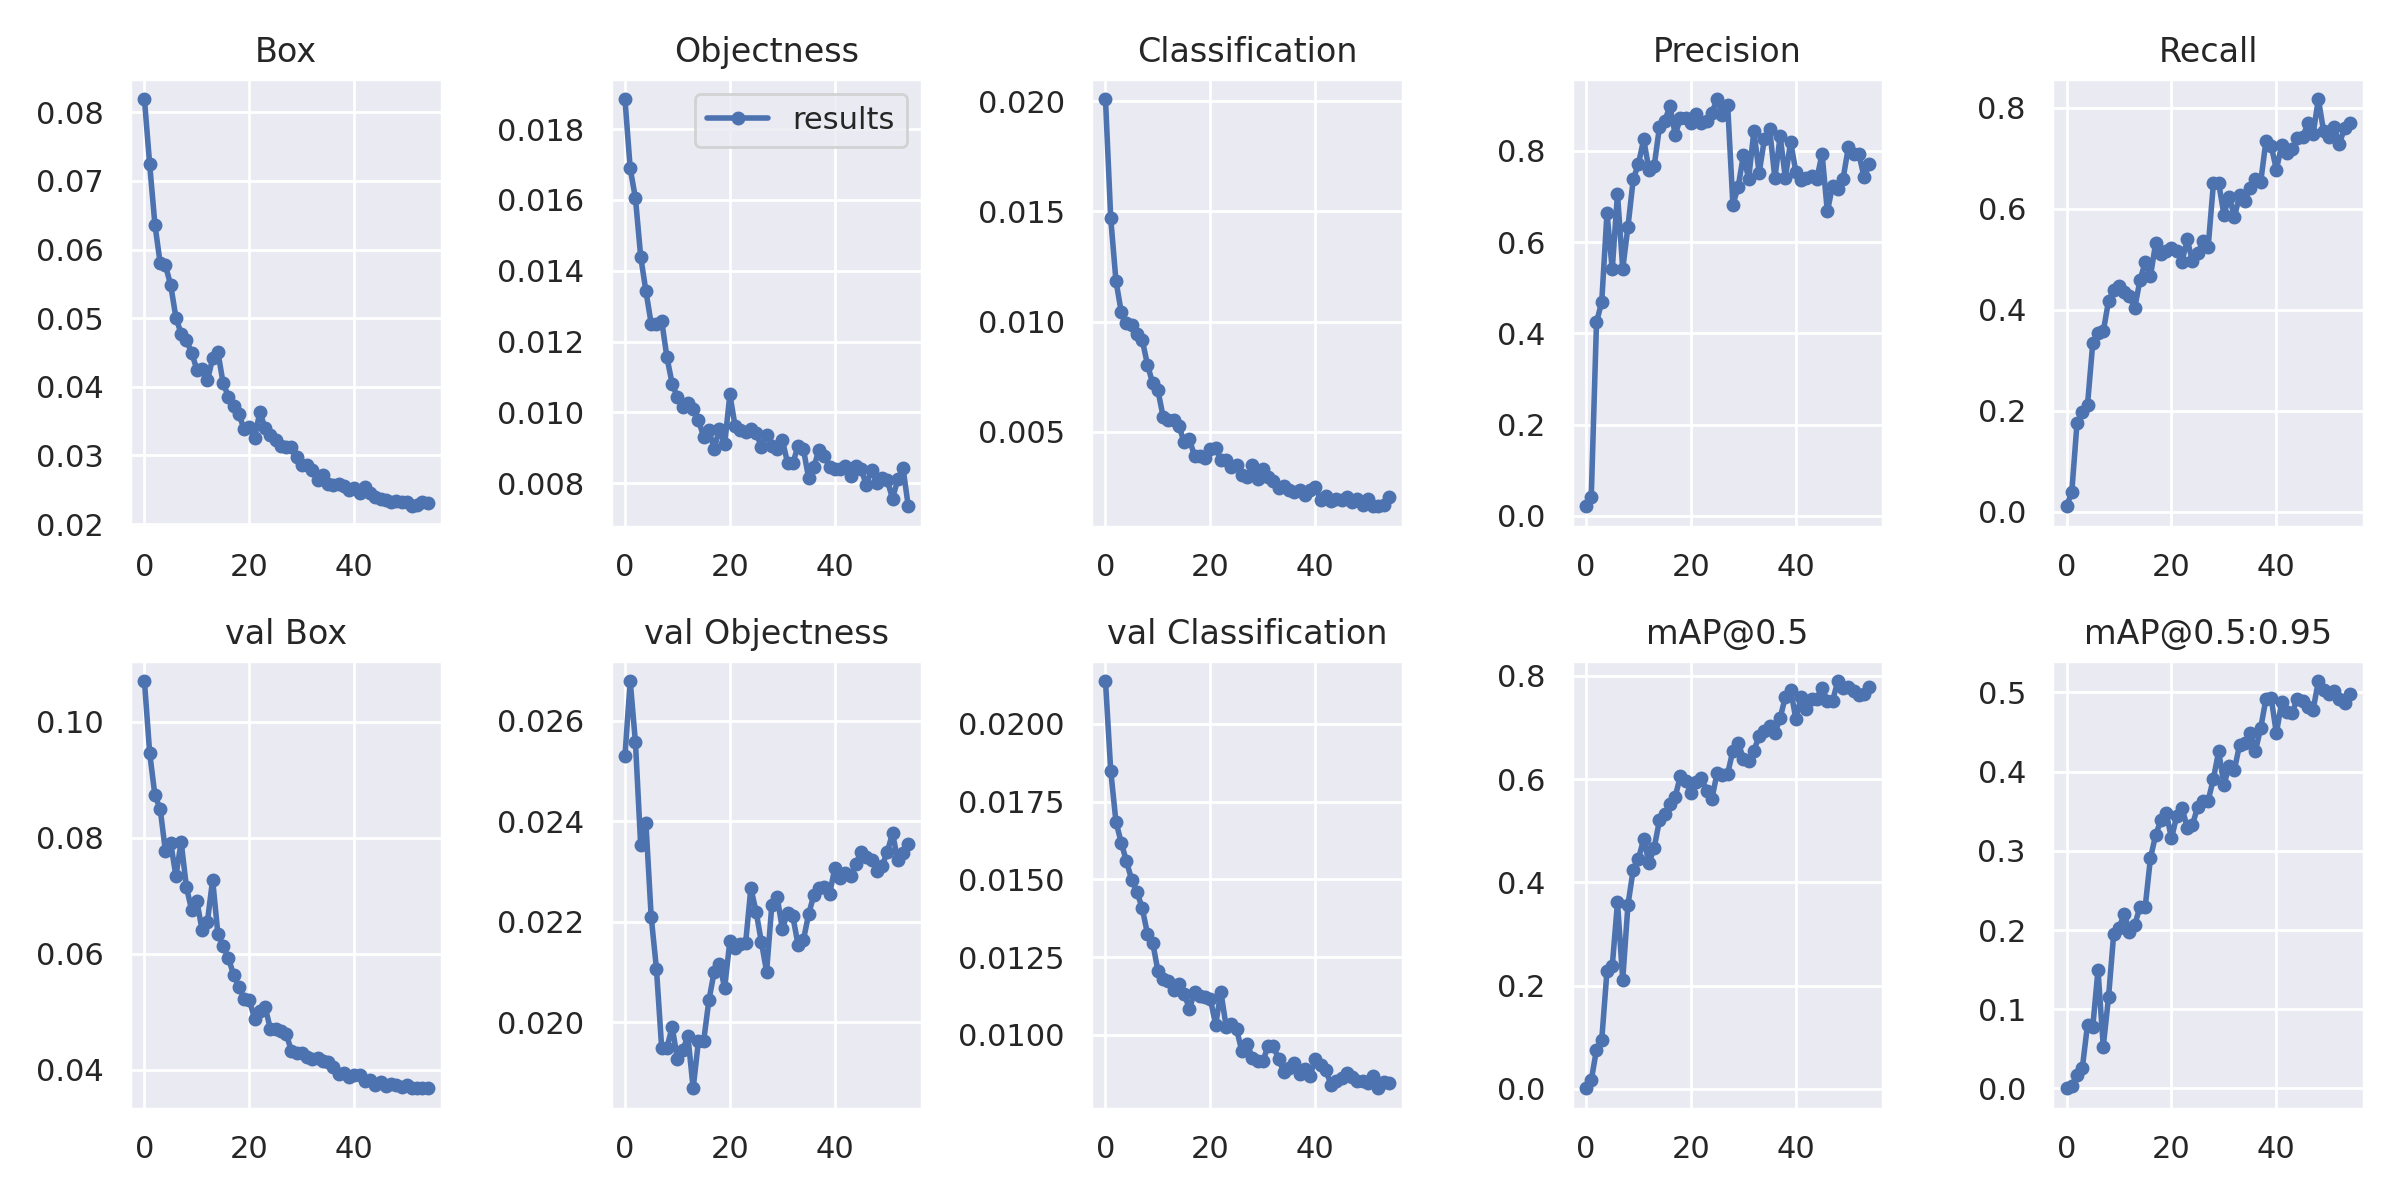 Box
Objectness
Classification
Precision
Recall
0.08
0.07
0.06
0.05
0.04
0.03
0.02
0 20 40
results
0.018
0.016
0.014
0.012
0.010
0.008
0 20 40
0.020
0.015
0.010
0.005
0 20 40
0.8
0.6
0.4
0.2
0.0
0 20 40
0.8
0.6
0.4
0.2
0.0
0 20 40
val Box
val Objectness
val Classification
mAP@0.5
mAP@0.5:0.95
0.10
0.08
0.06
0.04
0 20 40
0.026
0.024
0.022
0.020
0 20 40
0.0200
0.0175
0.0150
0.0125
0.0100
0 20 40
0.8
0.6
0.4
0.2
0.0
0 20 40
0.5
0.4
0.3
0.2
0.1
0.0
0 20 40